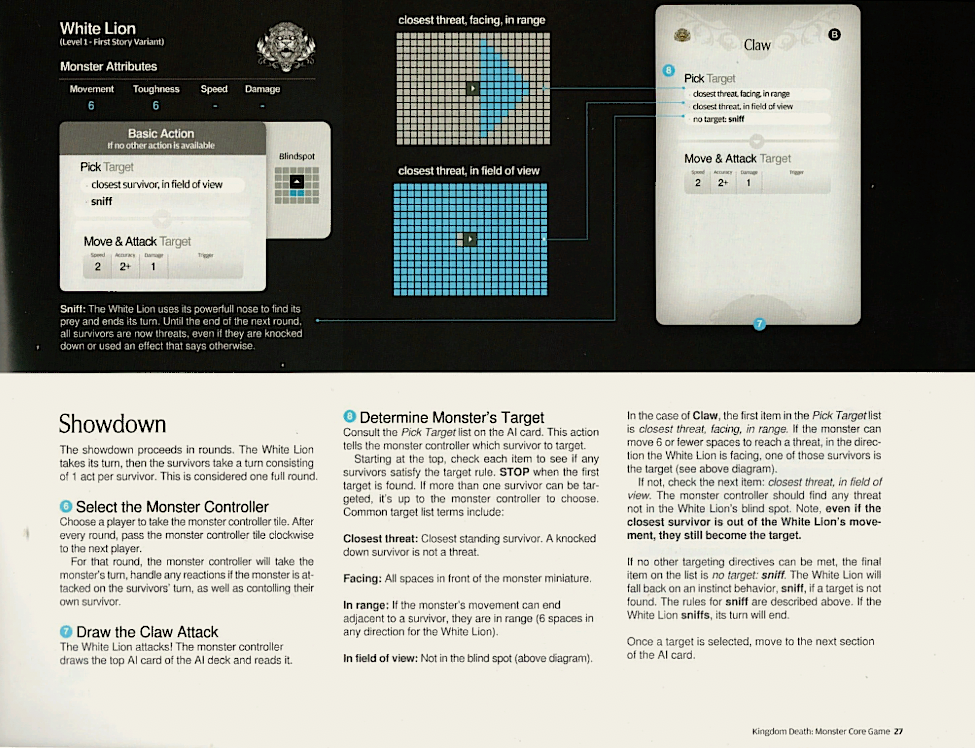 White Lion
(Level 1 - First Story Variant)
Monster Attributes
Movement Toughness Speed Damage
6 6 - -
Basic Action
If no other action is available
Pick Target
closest survivor, in field of view
sniff
Move & Attack Target
Speed Accuracy Damage Trigger
2 2+ 1
Blindspot
Sniff: The White Lion uses its powerfull nose to find its
prey and ends its turn. Until the end of the next round,
all survivors are now threats, even if they are knocked
down or used an effect that says otherwise.
closest threat, facing, in range
closest threat, in field of view
Claw
B
8
Pick Target
closest threat, facing, in range
closest threat, in field of view
no target: sniff
Move & Attack Target
Speed Accuracy Damage Trigger
2 2+ 1
7
Showdown
The showdown proceeds in rounds. The White Lion
takes its turn, then the survivors take a turn consisting
of 1 act per survivor. This is considered one full round.
6 Select the Monster Controller
Choose a player to take the monster controller tile. After
every round, pass the monster controller tile clockwise
to the next player.
For that round, the monster controller will take the
monster's turn, handle any reactions if the monster is at-
tacked on the survivors' turn, as well as contolling their
own survivor.
7 Draw the Claw Attack
The White Lion attacks! The monster controller
draws the top AI card of the AI deck and reads it.
8 Determine Monster's Target
Consult the Pick Target list on the AI card. This action
tells the monster controller which survivor to target.
Starting at the top, check each item to see if any
survivors satisfy the target rule. STOP when the first
target is found. If more than one survivor can be tar-
geted, it's up to the monster controller to choose.
Common target list terms include:
Closest threat: Closest standing survivor. A knocked
down survivor is not a threat.
Facing: All spaces in front of the monster miniature.
In range: If the monster's movement can end
adjacent to a survivor, they are in range (6 spaces in
any direction for the White Lion).
In field of view: Not in the blind spot (above diagram).
In the case of Claw, the first item in the Pick Target list
is closest threat, facing, in range. If the monster can
move 6 or fewer spaces to reach a threat, in the direc-
tion the White Lion is facing, one of those survivors is
the target (see above diagram).
If not, check the next item: closest threat, in field of
view. The monster controller should find any threat
not in the White Lion's blind spot. Note, even if the
closest survivor is out of the White Lion's move-
ment, they still become the target.
If no other targeting directives can be met, the final
item on the list is no target: sniff. The White Lion will
fall back on an instinct behavior, sniff, if a target is not
found. The rules for sniff are described above. If the
White Lion sniffs, its turn will end.
Once a target is selected, move to the next section
of the AI card.
Kingdom Death: Monster Core Game 27